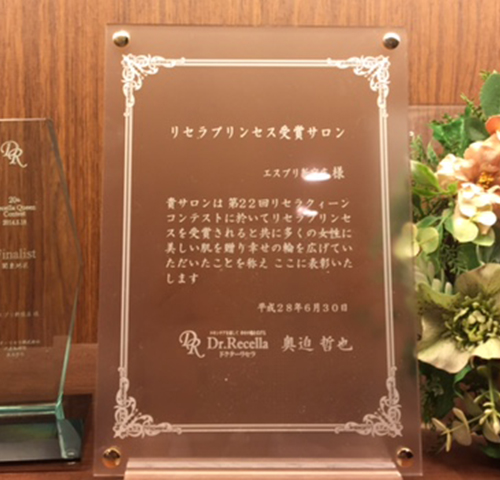 リセラプリンセス受賞サロン
様
貴サロンは 第22回リセラクィーン
コンテストに於いてリセラプリンセ
スを受賞されると共に多くの女性に
美しい肌を贈り幸せの輪を広げてい
ただいたことを称え ここに表彰いた
します
平成28年6月30日
DR Dr.Recella 奥迫 哲也
ドクターリセラ
DR
20th
Recella Queen
Contest
Finalist